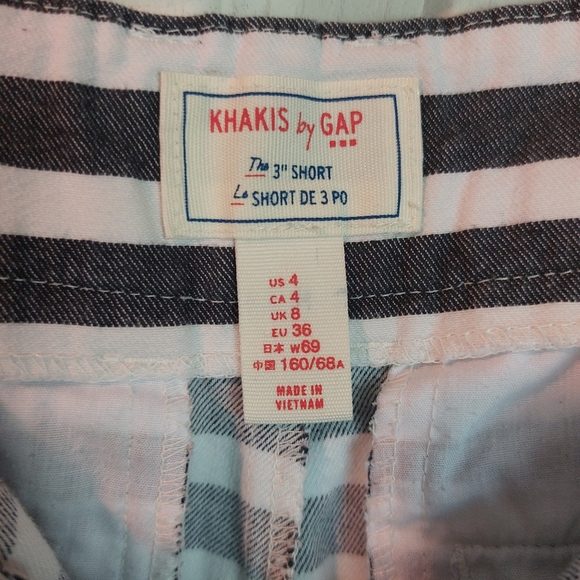 KHAKIS by GAP
The 3" SHORT
Le SHORT DE 3 PO
US 4
CA 4
UK 8
EU 36
日本 W69
中国 160/68A
MADE IN
VIETNAM